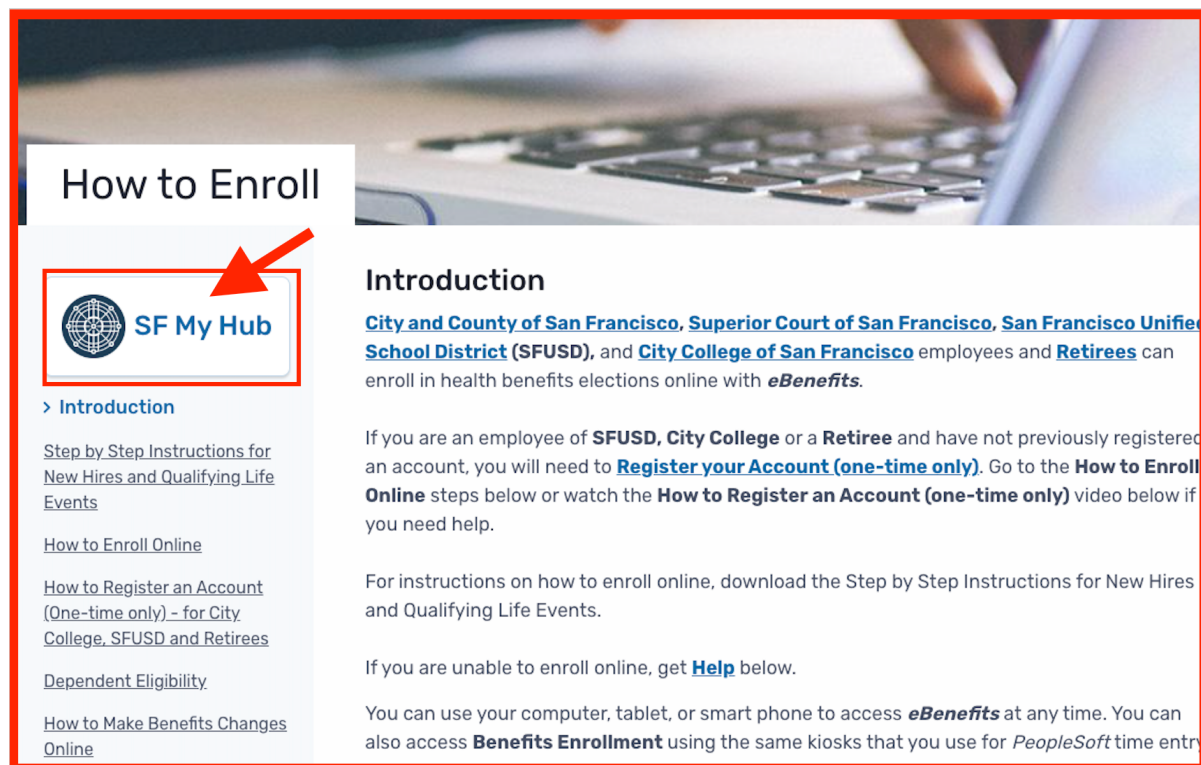 How to Enroll
SF My Hub
Introduction
Step by Step Instructions for
New Hires and Qualifying Life
Events
How to Enroll Online
How to Register an Account
(One-time only) - for City
College, SFUSD and Retirees
Dependent Eligibility
How to Make Benefits Changes
Online
Introduction
City and County of San Francisco, Superior Court of San Francisco, San Francisco Unified
School District (SFUSD), and City College of San Francisco employees and Retirees can
enroll in health benefits elections online with eBenefits.
If you are an employee of SFUSD, City College or a Retiree and have not previously registered
an account, you will need to Register your Account (one-time only). Go to the How to Enroll
Online steps below or watch the How to Register an Account (one-time only) video below if
you need help.
For instructions on how to enroll online, download the Step by Step Instructions for New Hires
and Qualifying Life Events.
If you are unable to enroll online, get Help below.
You can use your computer, tablet, or smart phone to access eBenefits at any time. You can
also access Benefits Enrollment using the same kiosks that you use for PeopleSoft time entry